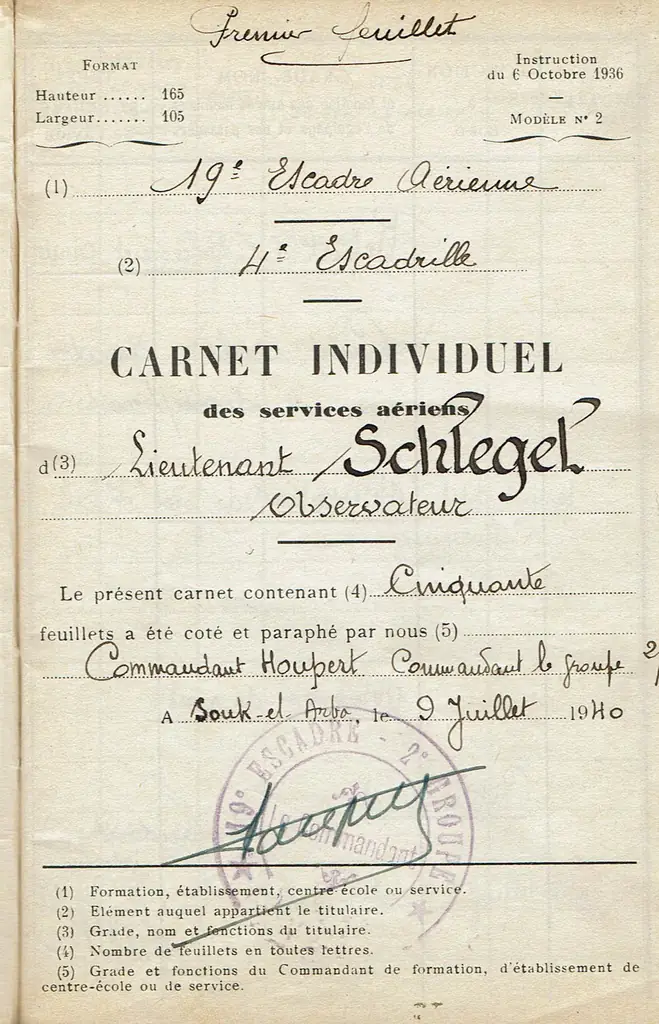 Premier feuillet
FORMAT
Hauteur ...... 165
Largeur....... 105
Instruction
du 6 Octobre 1936
MODÈLE N° 2
(1) 19e Escadre Aérienne
(2) 4e Escadrille
CARNET INDIVIDUEL
des services aériens
d(3) Lieutenant Schlegel
Observateur
Le présent carnet contenant (4) Cinquante
feuillets a été coté et paraphé par nous (5)
Commandant Houpert Commandant le groupe 2/
A Souk-el-Arba, le 9 Juillet 1940
19e ESCADRE - 2e GROUPE
Le Commandant
(1) Formation, établissement, centre-école ou service.
(2) Elément auquel appartient le titulaire.
(3) Grade, nom et fonctions du titulaire.
(4) Nombre de feuillets en toutes lettres.
(5) Grade et fonctions du Commandant de formation, d'établissement de
centre-école ou de service.